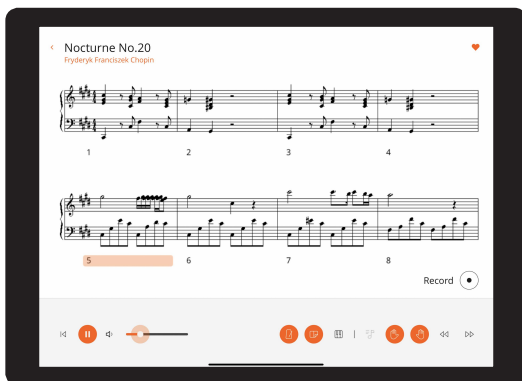 Nocturne No.20
Fryderyk Franciszek Chopin
1 2 3 4
5 6 7 8
Record